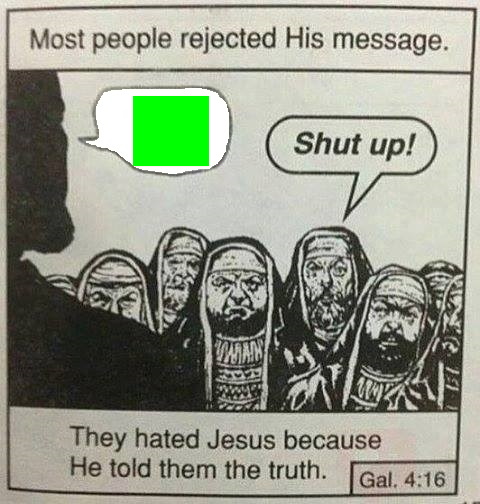 Most people rejected His message.
Shut up!
They hated Jesus because
He told them the truth.
Gal. 4:16